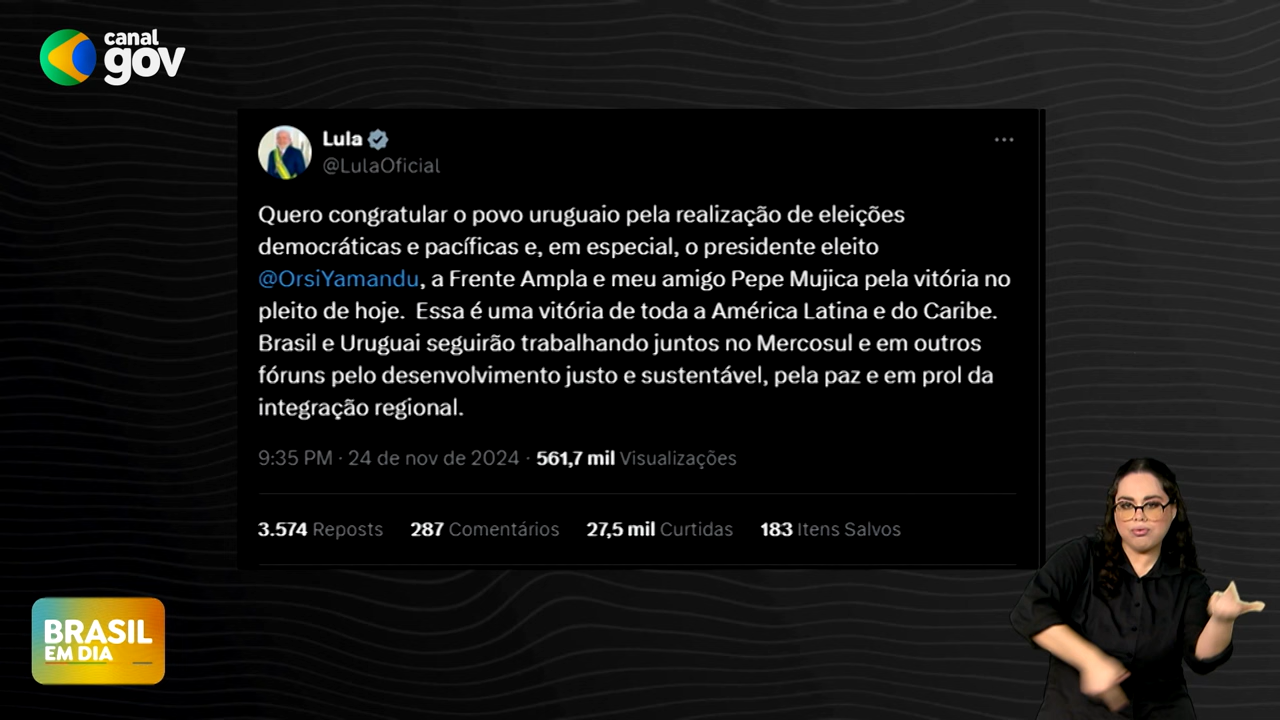 canal
gov
Lula
@LulaOficial
Quero congratular o povo uruguaio pela realização de eleições
democráticas e pacíficas e, em especial, o presidente eleito
@OrsiYamandu, a Frente Ampla e meu amigo Pepe Mujica pela vitória no
pleito de hoje.  Essa é uma vitória de toda a América Latina e do Caribe.
Brasil e Uruguai seguirão trabalhando juntos no Mercosul e em outros
fóruns pelo desenvolvimento justo e sustentável, pela paz e em prol da
integração regional.
9:35 PM · 24 de nov de 2024 · 561,7 mil Visualizações
3.574 Reposts 287 Comentários 27,5 mil Curtidas 183 Itens Salvos
BRASIL
EM DIA